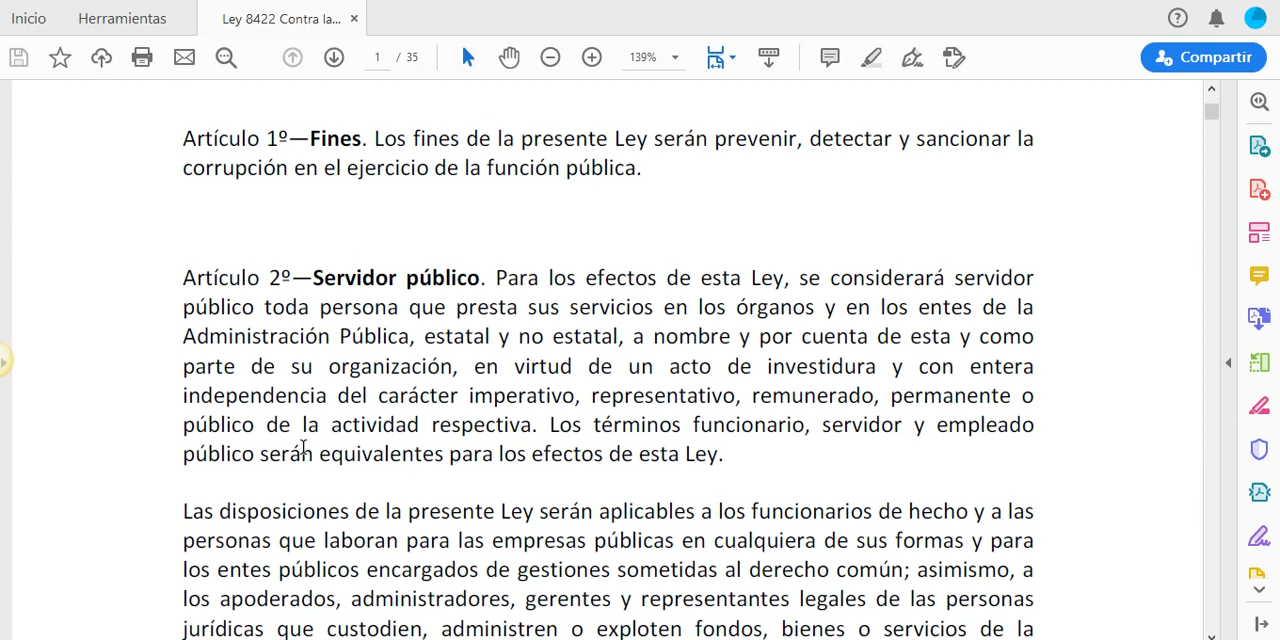 Inicio Herramientas Ley 8422 Contra la... ×
1 / 35 139% Compartir
Artículo 1º—Fines. Los fines de la presente Ley serán prevenir, detectar y sancionar la
corrupción en el ejercicio de la función pública.
Artículo 2º—Servidor público. Para los efectos de esta Ley, se considerará servidor
público toda persona que presta sus servicios en los órganos y en los entes de la
Administración Pública, estatal y no estatal, a nombre y por cuenta de esta y como
parte de su organización, en virtud de un acto de investidura y con entera
independencia del carácter imperativo, representativo, remunerado, permanente o
público de la actividad respectiva. Los términos funcionario, servidor y empleado
público serán equivalentes para los efectos de esta Ley.
Las disposiciones de la presente Ley serán aplicables a los funcionarios de hecho y a las
personas que laboran para las empresas públicas en cualquiera de sus formas y para
los entes públicos encargados de gestiones sometidas al derecho común; asimismo, a
los apoderados, administradores, gerentes y representantes legales de las personas
jurídicas que custodien, administren o exploten fondos, bienes o servicios de la